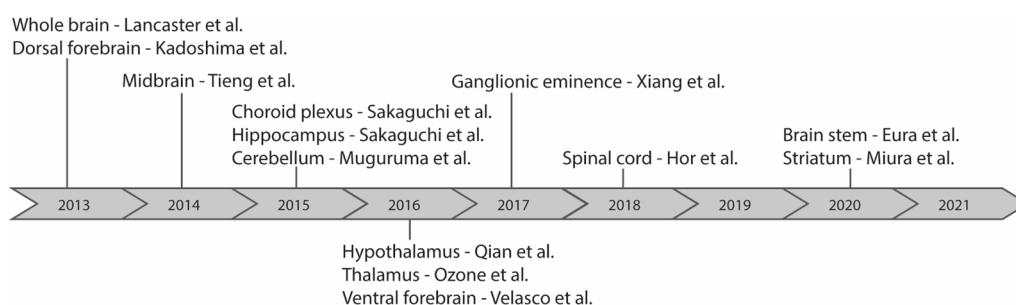 Whole brain - Lancaster et al.
Dorsal forebrain - Kadoshima et al.
Midbrain - Tieng et al.
Ganglionic eminence - Xiang et al.
Choroid plexus - Sakaguchi et al.
Hippocampus - Sakaguchi et al.
Cerebellum - Muguruma et al.
Spinal cord - Hor et al.
Brain stem - Eura et al.
Striatum - Miura et al.
2013
2014
2015
2016
2017
2018
2019
2020
2021
Hypothalamus - Qian et al.
Thalamus - Ozone et al.
Ventral forebrain - Velasco et al.